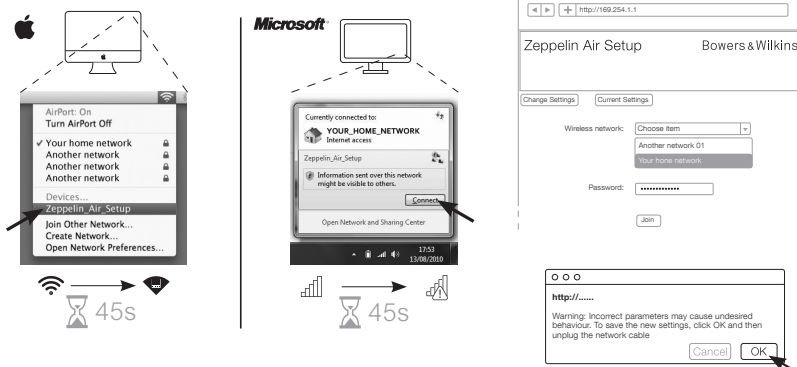 AirPort: On
Turn AirPort Off
✓ Your home network
Another network
Another network
Another network
Devices...
Zeppelin_Air_Setup
Join Other Network...
Create Network...
Open Network Preferences...
45s
Microsoft
Currently connected to:
YOUR_HOME_NETWORK
Internet access
Zeppelin_Air_Setup
Information sent over this network
might be visible to others.
Connect
Open Network and Sharing Center
17:53
13/08/2010
45s
http://169.254.1.1
Zeppelin Air Setup Bowers & Wilkins
Change Settings Current Settings
Wireless network: Choose item
Another network 01
Your hone network
Password: •••••••••••••
Join
http://......
Warning: Incorrect parameters may cause undesired
behaviour. To save the new settings, click OK and then
unplug the network cable
Cancel OK